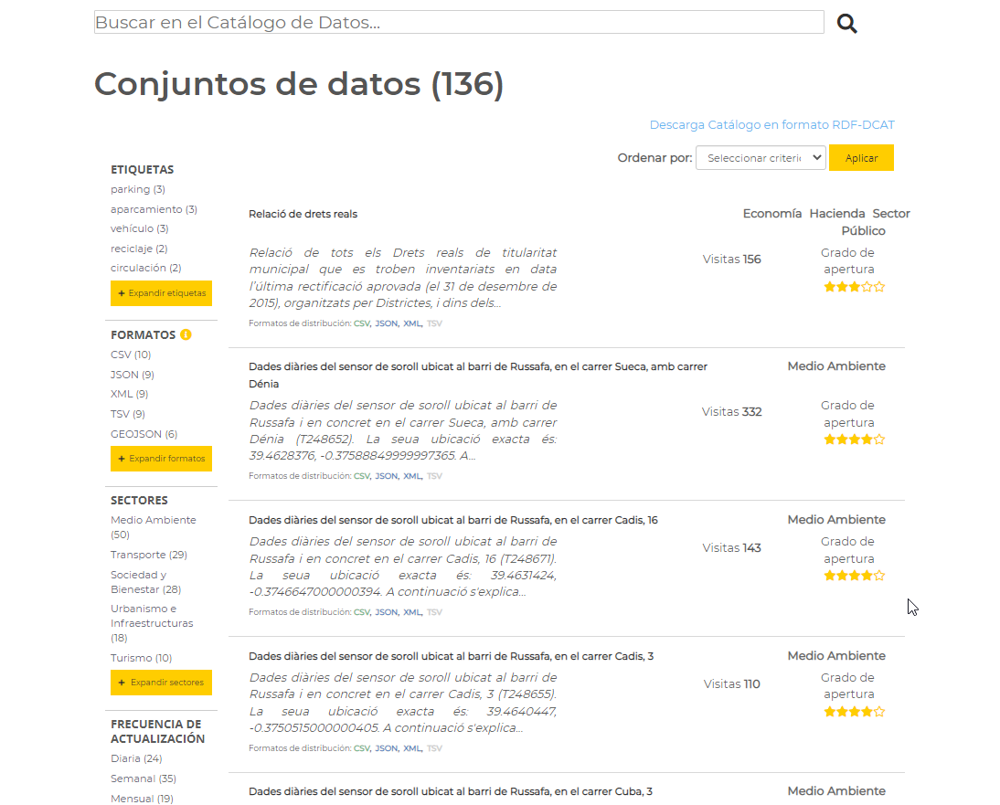 Buscar en el Catálogo de Datos...
Conjuntos de datos (136)
Descarga Catálogo en formato RDF-DCAT
Ordenar por: Seleccionar criteri Aplicar
ETIQUETAS
parking (3)
aparcamiento (3)
vehículo (3)
reciclaje (2)
circulación (2)
+ Expandir etiquetas
FORMATOS
CSV (10)
JSON (9)
XML (9)
TSV (9)
GEOJSON (6)
+ Expandir formatos
SECTORES
Medio Ambiente
(50)
Transporte (29)
Sociedad y
Bienestar (28)
Urbanismo e
Infraestructuras
(18)
Turismo (10)
+ Expandir sectores
FRECUENCIA DE
ACTUALIZACIÓN
Diaria (24)
Semanal (35)
Mensual (19)
Relació de drets reals
Economía Hacienda Sector
Público
Relació de tots els Drets reals de titularitat
municipal que es troben inventariats en data
l'última rectificació aprovada (el 31 de desembre de
2015), organitzats per Districtes, i dins dels...
Visitas 156
Grado de
apertura
Formatos de distribución: CSV, JSON, XML, TSV
Dades diàries del sensor de soroll ubicat al barri de Russafa, en el carrer Sueca, amb carrer
Dénia
Medio Ambiente
Dades diàries del sensor de soroll ubicat al barri de
Russafa i en concret en el carrer Sueca, amb carrer
Dénia (T248652). La seua ubicació exacta és:
39.4628376, -0.37588849999997365. A...
Visitas 332
Grado de
apertura
Formatos de distribución: CSV, JSON, XML, TSV
Dades diàries del sensor de soroll ubicat al barri de Russafa, en el carrer Cadis, 16
Medio Ambiente
Dades diàries del sensor de soroll ubicat al barri de
Russafa i en concret en el carrer Cadis, 16 (T248671).
La seua ubicació exacta és: 39.4631424,
-0.3746647000000394. A continuació s'explica...
Visitas 143
Grado de
apertura
Formatos de distribución: CSV, JSON, XML, TSV
Dades diàries del sensor de soroll ubicat al barri de Russafa, en el carrer Cadis, 3
Medio Ambiente
Dades diàries del sensor de soroll ubicat al barri de
Russafa i en concret en el carrer Cadis, 3 (T248655).
La seua ubicació exacta és: 39.4640447,
-0.3750515000000405. A continuació s'explica...
Visitas 110
Grado de
apertura
Formatos de distribución: CSV, JSON, XML, TSV
Dades diàries del sensor de soroll ubicat al barri de Russafa, en el carrer Cuba, 3
Medio Ambiente